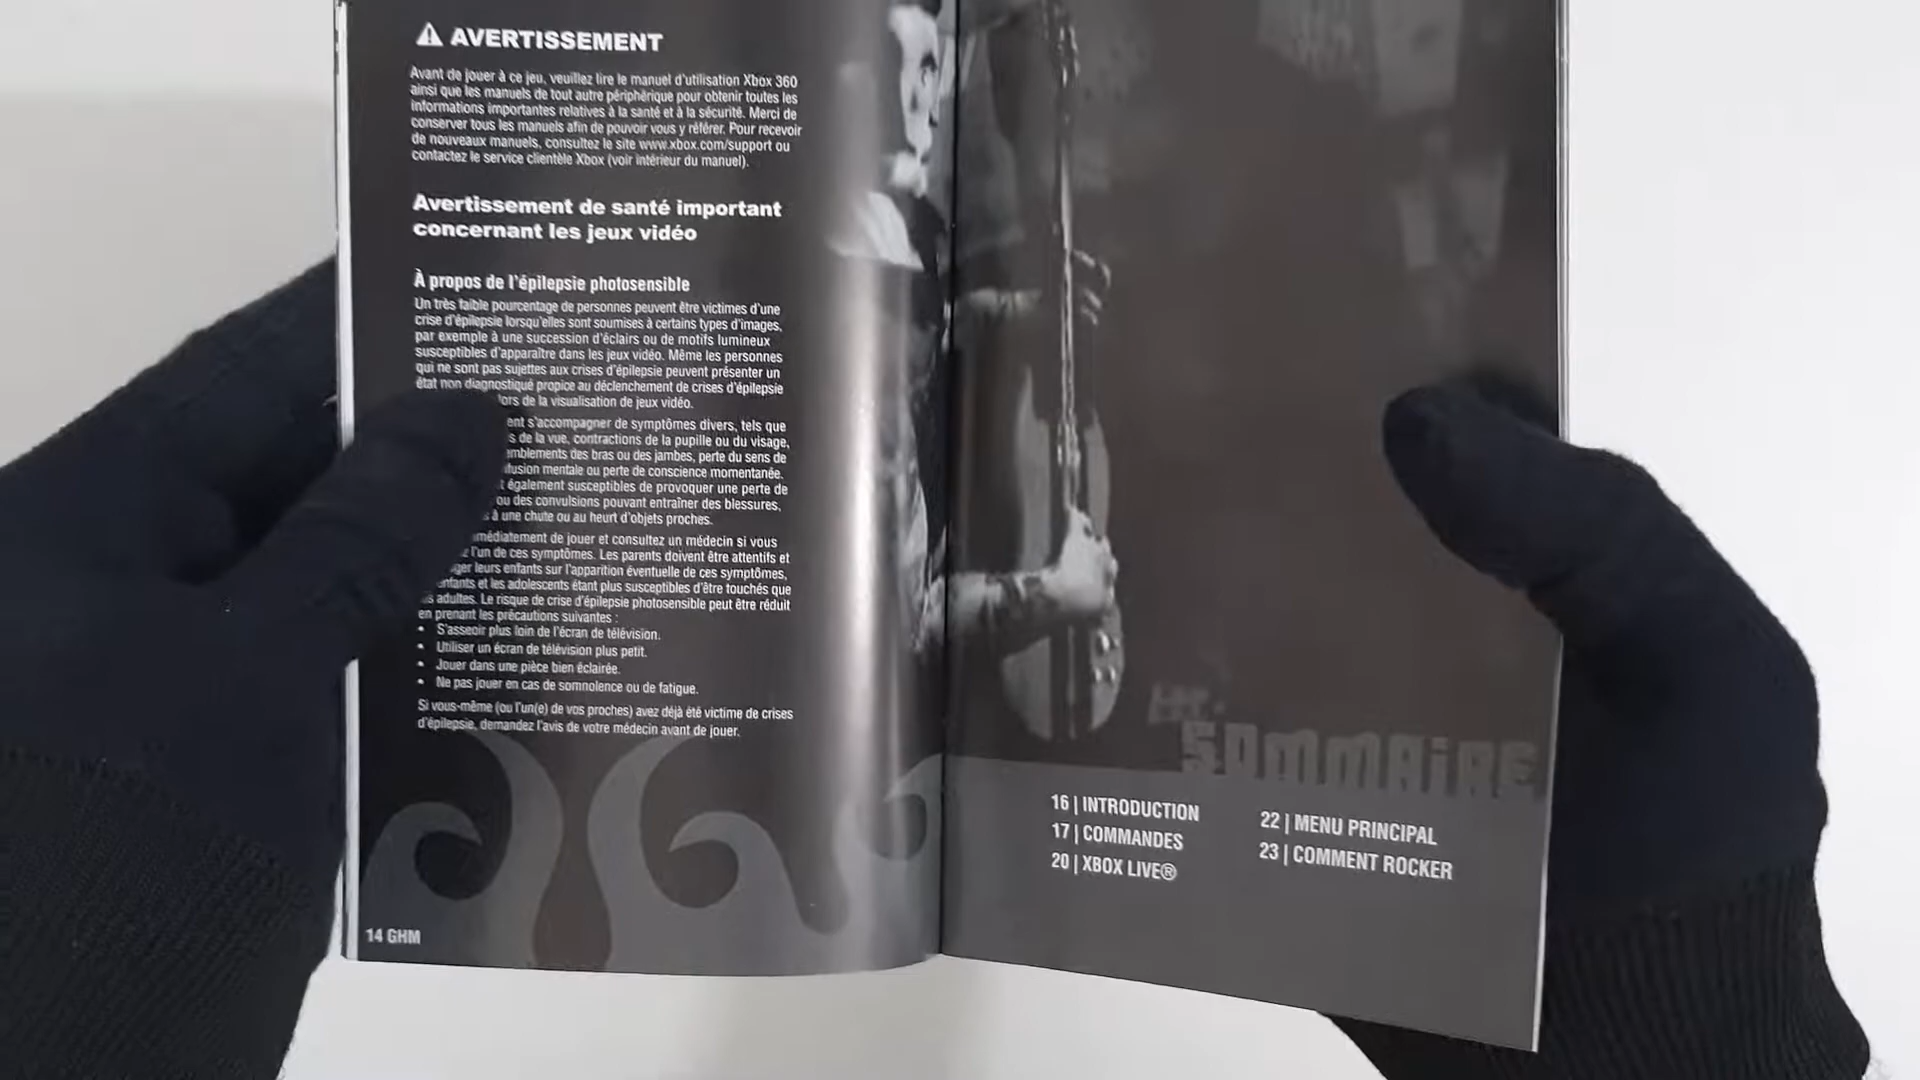 AVERTISSEMENT
Avant de jouer à ce jeu, veuillez lire le manuel d'utilisation Xbox 360
ainsi que les manuels de tout autre périphérique pour obtenir toutes les
informations importantes relatives à la santé et à la sécurité. Merci de
conserver tous les manuels afin de pouvoir vous y référer. Pour recevoir
de nouveaux manuels, consultez le site www.xbox.com/support ou
contactez le service clientèle Xbox (voir intérieur du manuel).
Avertissement de santé important
concernant les jeux vidéo
À propos de l'épilepsie photosensible
Un très faible pourcentage de personnes peuvent être victimes d'une
crise d'épilepsie lorsqu'elles sont soumises à certains types d'images,
par exemple à une succession d'éclairs ou de motifs lumineux
susceptibles d'apparaître dans les jeux vidéo. Même les personnes
qui ne sont pas sujettes aux crises d'épilepsie peuvent présenter un
état non diagnostiqué propice au déclenchement de crises d'épilepsie
lors de la visualisation de jeux vidéo.
s'accompagner de symptômes divers, tels que
de la vue, contractions de la pupille ou du visage,
des bras ou des jambes, perte du sens de
mentale ou perte de conscience momentanée.
également susceptibles de provoquer une perte de
ou des convulsions pouvant entraîner des blessures,
à une chute ou au heurt d'objets proches.
de jouer et consultez un médecin si vous
l'un de ces symptômes. Les parents doivent être attentifs et
leurs enfants sur l'apparition éventuelle de ces symptômes,
et les adolescents étant plus susceptibles d'être touchés que
adultes. Le risque de crise d'épilepsie photosensible peut être réduit
en prenant les précautions suivantes :
• S'asseoir plus loin de l'écran de télévision.
• Utiliser un écran de télévision plus petit.
• Jouer dans une pièce bien éclairée.
• Ne pas jouer en cas de somnolence ou de fatigue.
Si vous-même (ou l'un(e) de vos proches) avez déjà été victime de crises
d'épilepsie, demandez l'avis de votre médecin avant de jouer.
14 GHM
SOMMAIRE
16 | INTRODUCTION
17 | COMMANDES
20 | XBOX LIVE®
22 | MENU PRINCIPAL
23 | COMMENT ROCKER